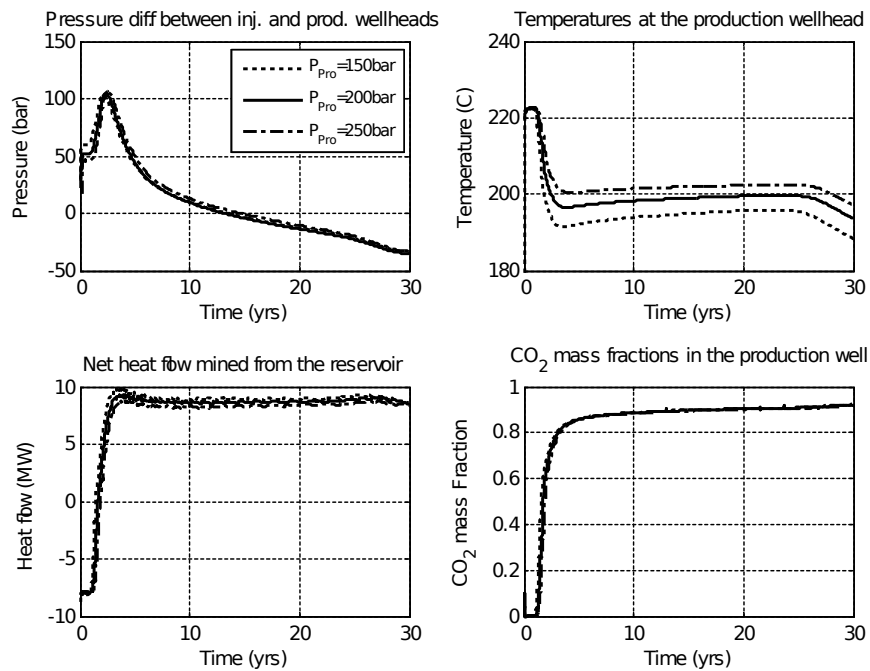 Pressure diff between inj. and prod. wellheads
150
100
50
0
-50
Pressure (bar)
P_Pro=150bar
P_Pro=200bar
P_Pro=250bar
0
10
20
30
Time (yrs)
Temperatures at the production wellhead
240
220
200
180
Temperature (C)
0
10
20
30
Time (yrs)
Net heat flow mined from the reservoir
10
5
0
-5
-10
Heat flow (MW)
0
10
20
30
Time (yrs)
CO2 mass fractions in the production well
1
0.8
0.6
0.4
0.2
0
CO2 mass Fraction
0
10
20
30
Time (yrs)